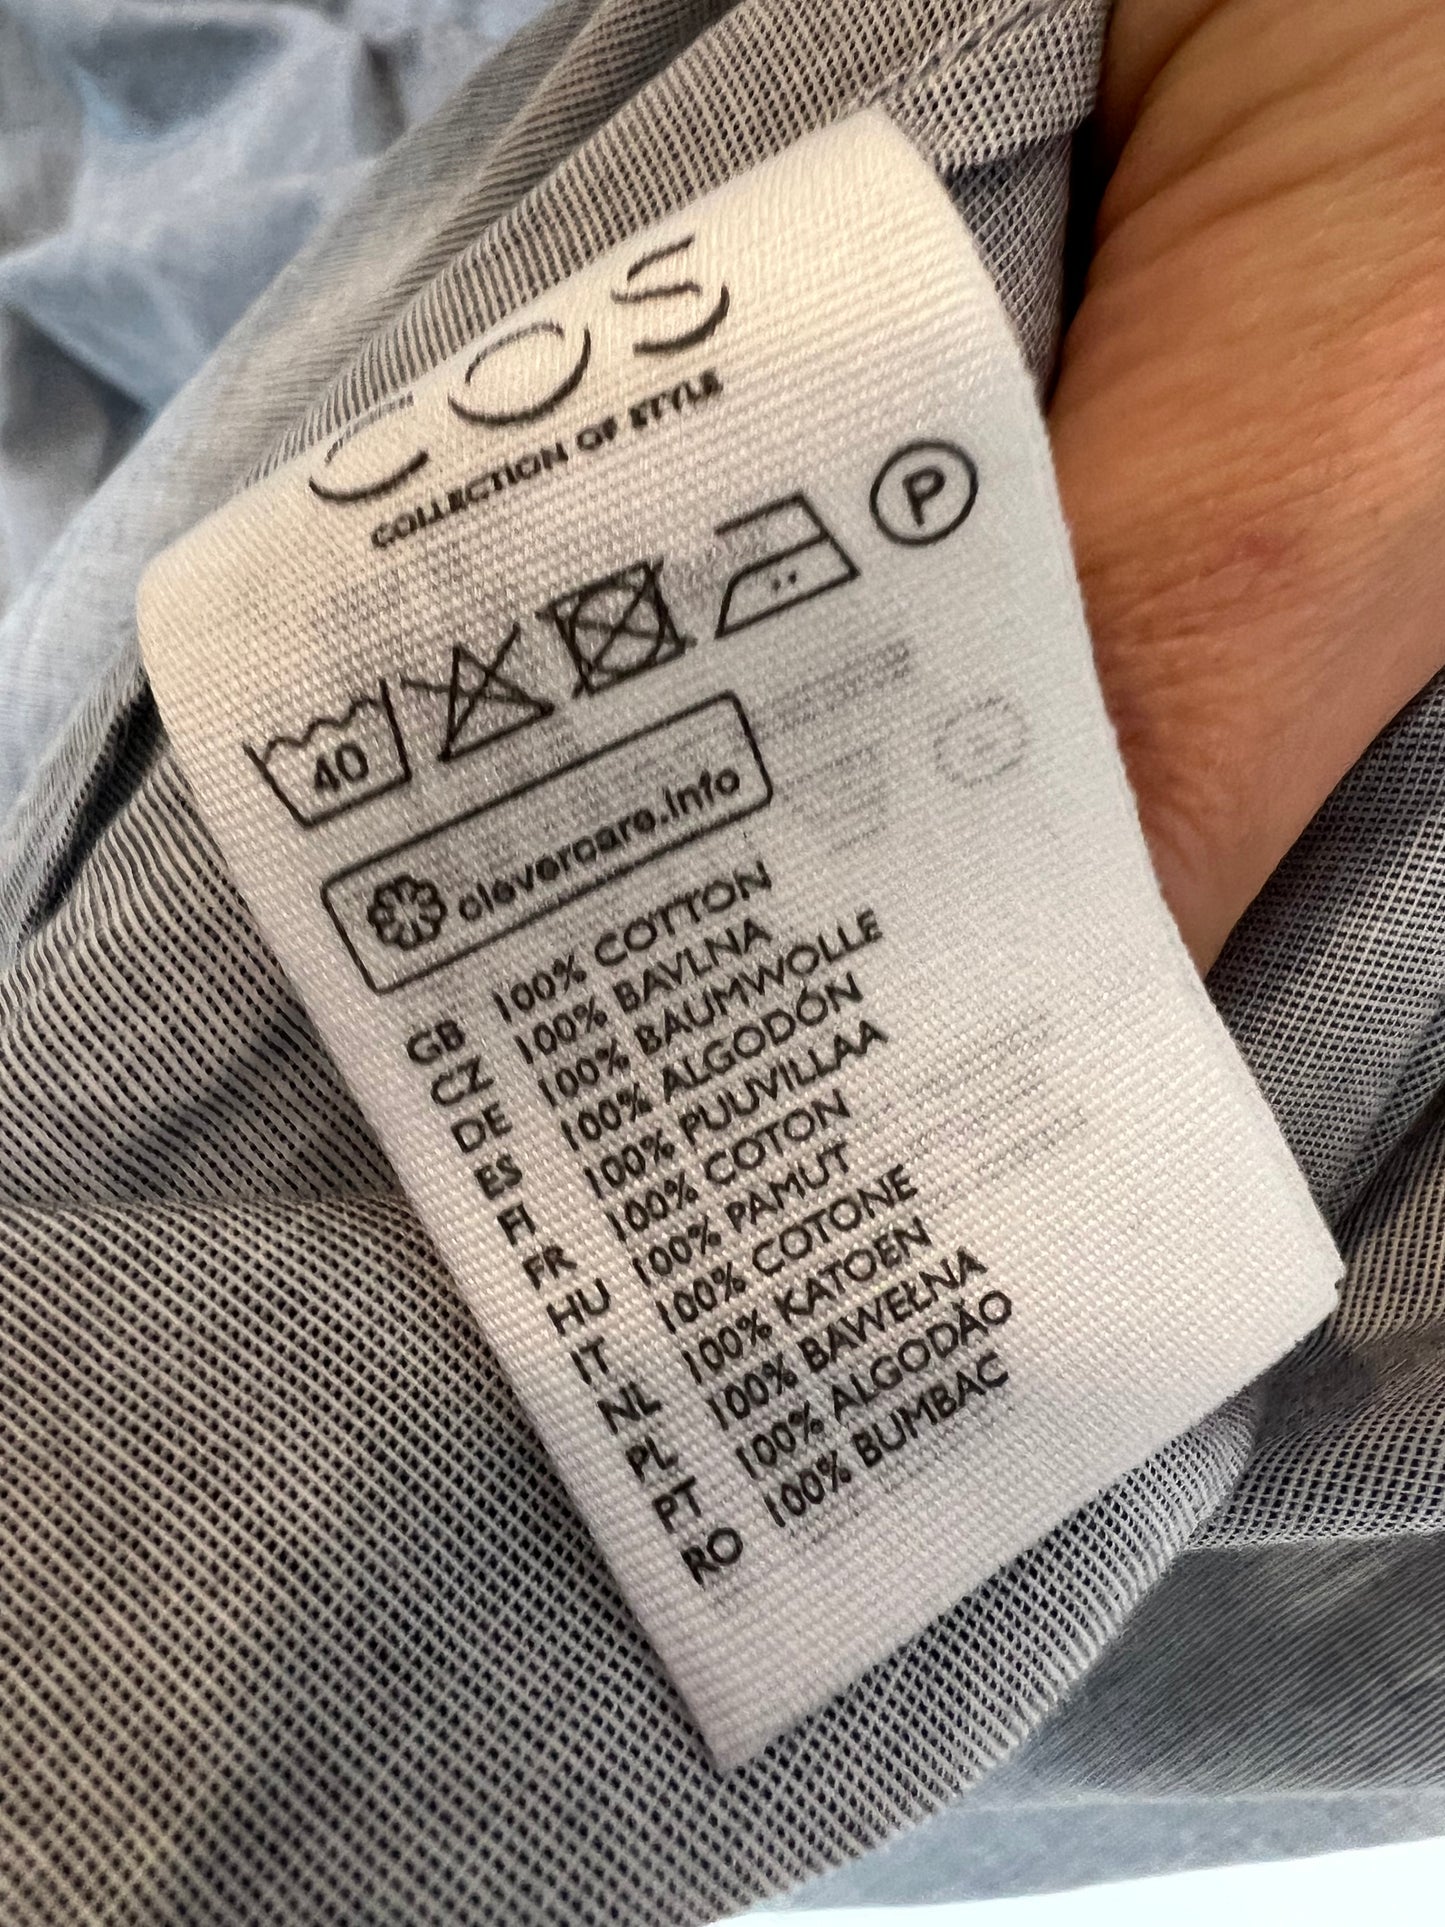 COS
COLLECTION OF STYLE
P
40
clevercare.info
GB 100% COTTON
CZ 100% BAVLNA
DE 100% BAUMWOLLE
ES 100% ALGODÓN
FI 100% PUUVILLAA
FR 100% COTON
HU 100% PAMUT
IT 100% COTONE
NL 100% KATOEN
PL 100% BAWEŁNA
PT 100% ALGODÃO
RO 100% BUMBAC